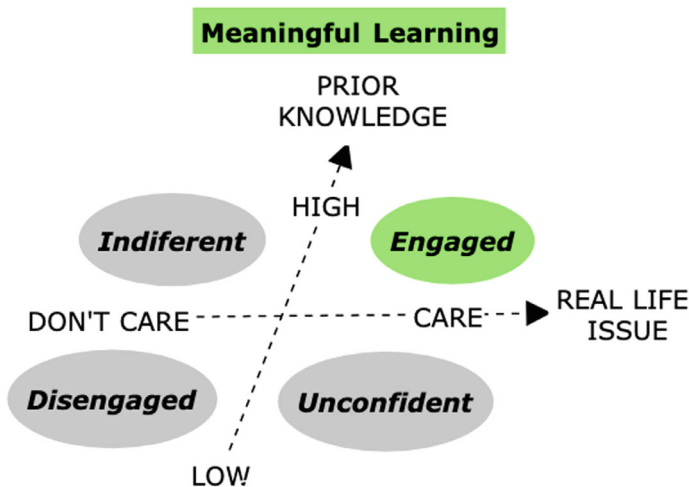 Meaningful Learning
PRIOR
KNOWLEDGE
HIGH
Indiferent
Engaged
DON'T CARE
CARE
REAL LIFE
ISSUE
Disengaged
Unconfident
LOW